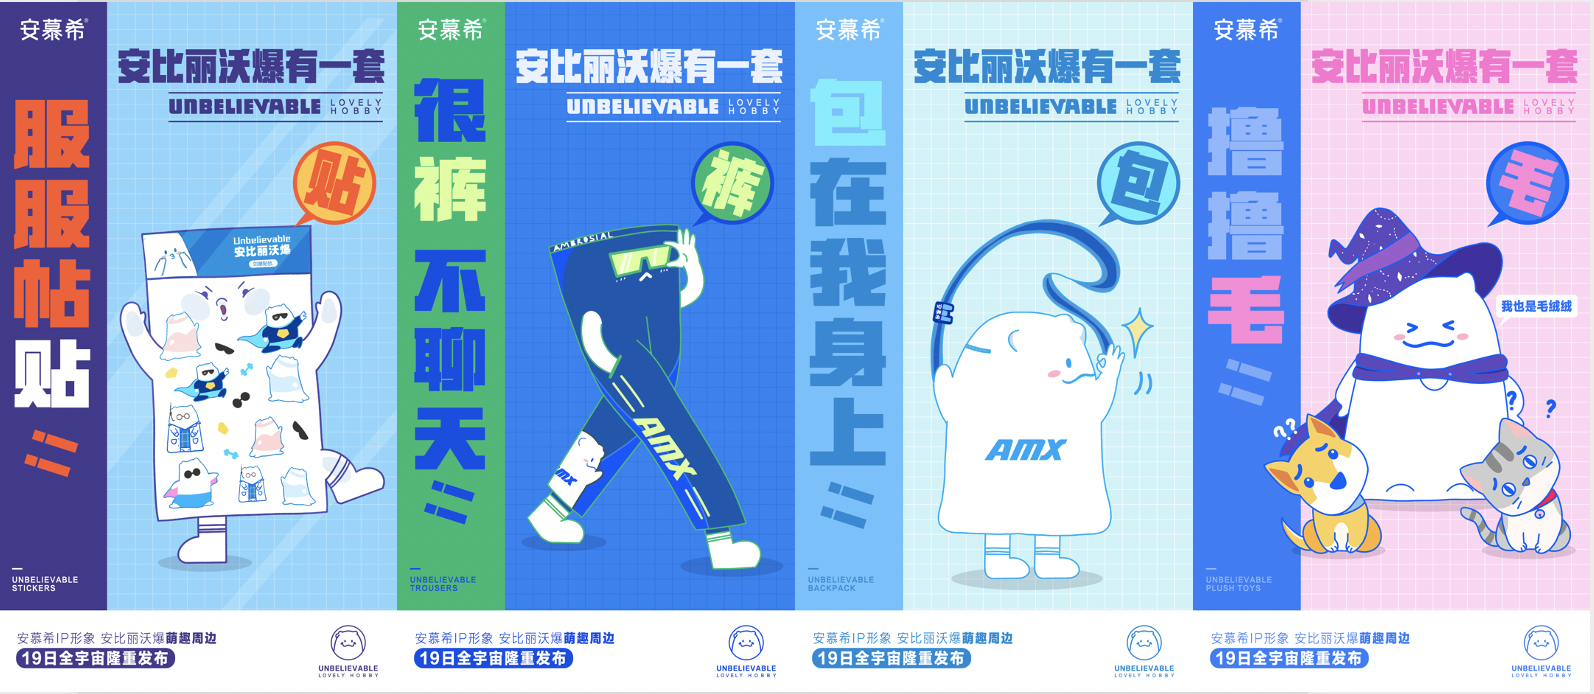 安慕希®
服服帖贴
安比丽沃爆有一套
UNBELIEVABLE
LOVELY
HOBBY
贴
Unbelievable
安比丽沃爆
UNBELIEVABLE
STICKERS
安慕希IP形象 安比丽沃爆萌趣周边
19日全宇宙隆重发布
UNBELIEVABLE
LOVELY HOBBY
安慕希®
很裤不聊天
安比丽沃爆有一套
UNBELIEVABLE
LOVELY
HOBBY
裤
AMBROSIAL
AMX
MX
UNBELIEVABLE
TROUSERS
安慕希IP形象 安比丽沃爆萌趣周边
19日全宇宙隆重发布
UNBELIEVABLE
LOVELY HOBBY
安慕希®
包在我身上
安比丽沃爆有一套
UNBELIEVABLE
LOVELY
HOBBY
包
AMX
UNBELIEVABLE
BACKPACK
安慕希IP形象 安比丽沃爆萌趣周边
19日全宇宙隆重发布
UNBELIEVABLE
LOVELY HOBBY
安慕希®
撸撸毛
安比丽沃爆有一套
UNBELIEVABLE
LOVELY
HOBBY
毛
我也是毛绒绒
??
?
?
UNBELIEVABLE
PLUSH TOYS
安慕希IP形象 安比丽沃爆萌趣周边
19日全宇宙隆重发布
UNBELIEVABLE
LOVELY HOBBY